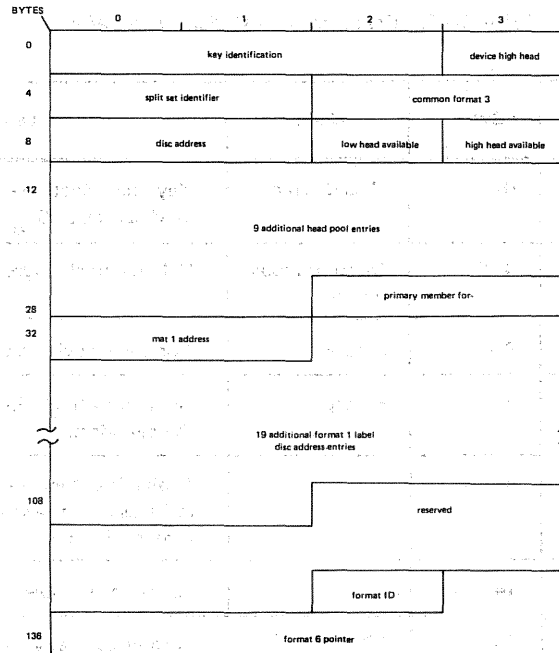 BYTES
0 1 2 3
0 key identification device high head
4 split set identifier common format 3
8 disc address low head available high head available
12
9 additional head pool entries
primary member for-
28
32 mat 1 address
19 additional format 1 label
disc address entries
108
reserved
format ID
136 format 6 pointer